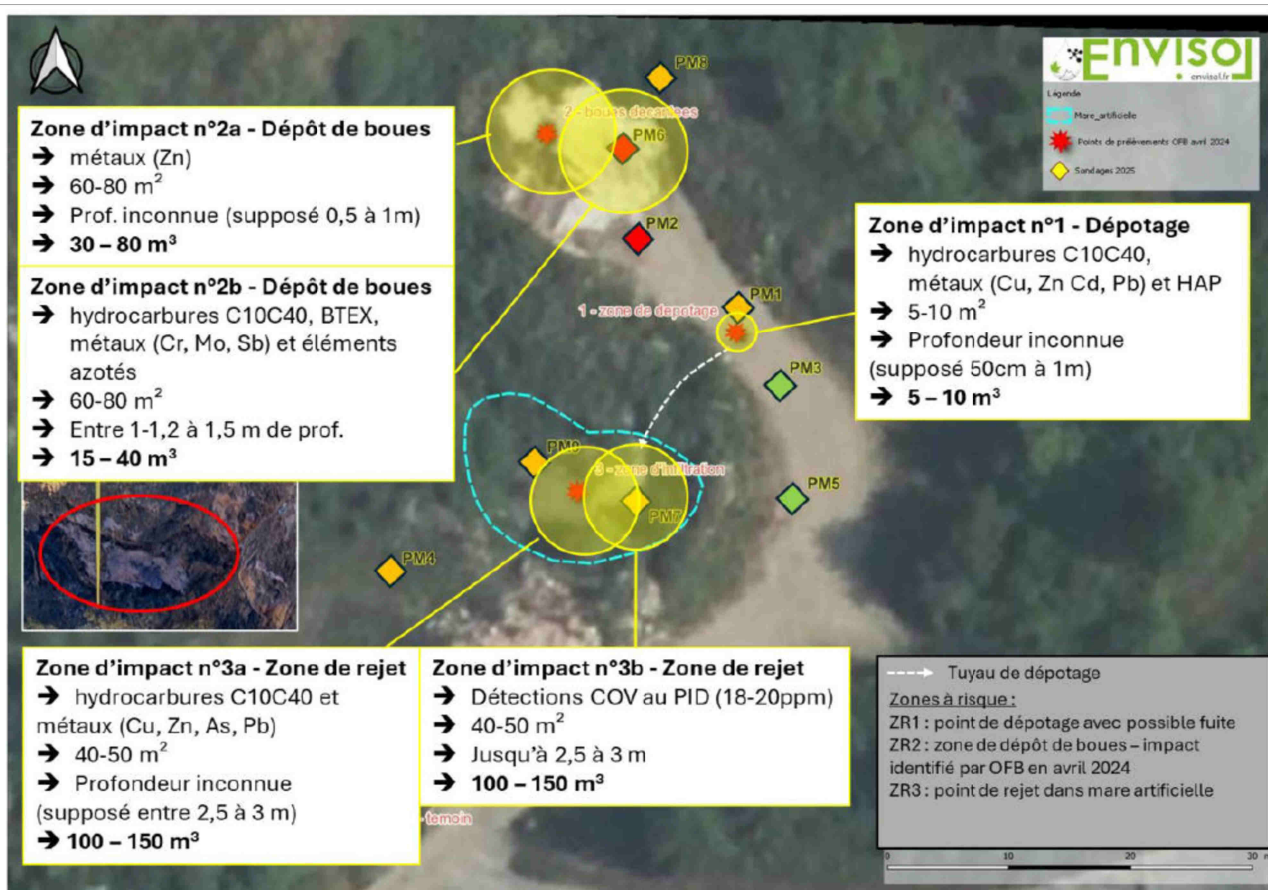 ENVISOL
envisol.fr
Légende
Mare_artificielle
Points de prélèvements OFB avril 2024
Sondages 2025
PM8
2 - boues decantees
PM6
Zone d'impact n°2a - Dépôt de boues
➔ métaux (Zn)
➔ 60-80 m²
➔ Prof. inconnue (supposé 0,5 à 1m)
➔ 30 – 80 m³
Zone d'impact n°2b - Dépôt de boues
➔ hydrocarbures C10C40, BTEX,
métaux (Cr, Mo, Sb) et éléments
azotés
➔ 60-80 m²
➔ Entre 1-1,2 à 1,5 m de prof.
➔ 15 – 40 m³
PM2
PM1
1 - zone de depotage
PM3
Zone d'impact n°1 - Dépotage
➔ hydrocarbures C10C40,
métaux (Cu, Zn Cd, Pb) et HAP
➔ 5-10 m²
➔ Profondeur inconnue
(supposé 50cm à 1m)
➔ 5 – 10 m³
PM9
3 - zone d'infiltration
PM7
PM5
PM4
Zone d'impact n°3a - Zone de rejet
➔ hydrocarbures C10C40 et
métaux (Cu, Zn, As, Pb)
➔ 40-50 m²
➔ Profondeur inconnue
(supposé entre 2,5 à 3 m)
➔ 100 – 150 m³
Zone d'impact n°3b - Zone de rejet
➔ Détections COV au PID (18-20ppm)
➔ 40-50 m²
➔ Jusqu'à 2,5 à 3 m
➔ 100 – 150 m³
- temoin
Tuyau de dépotage
Zones à risque :
ZR1 : point de dépotage avec possible fuite
ZR2 : zone de dépôt de boues – impact
identifié par OFB en avril 2024
ZR3 : point de rejet dans mare artificielle
0 10 20 30 m